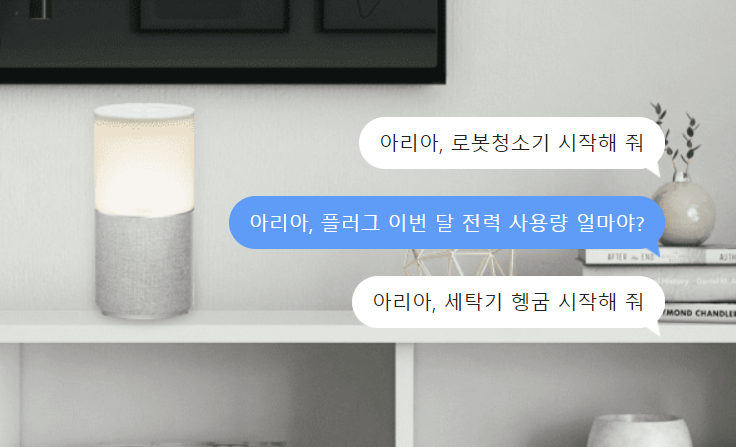 아리아, 로봇청소기 시작해 줘
아리아, 플러그 이번 달 전력 사용량 얼마야?
아리아, 세탁기 헹굼 시작해 줘
AFTER THE END
RAYMOND CHANDLER